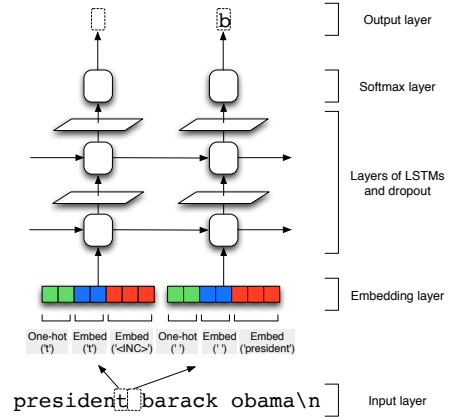 b
Output layer
Softmax layer
Layers of LSTMs
and dropout
Embedding layer
One-hot
('t')
Embed
('t')
Embed
('<INC>')
One-hot
(' ')
Embed
(' ')
Embed
('president')
president barack obama\n
Input layer